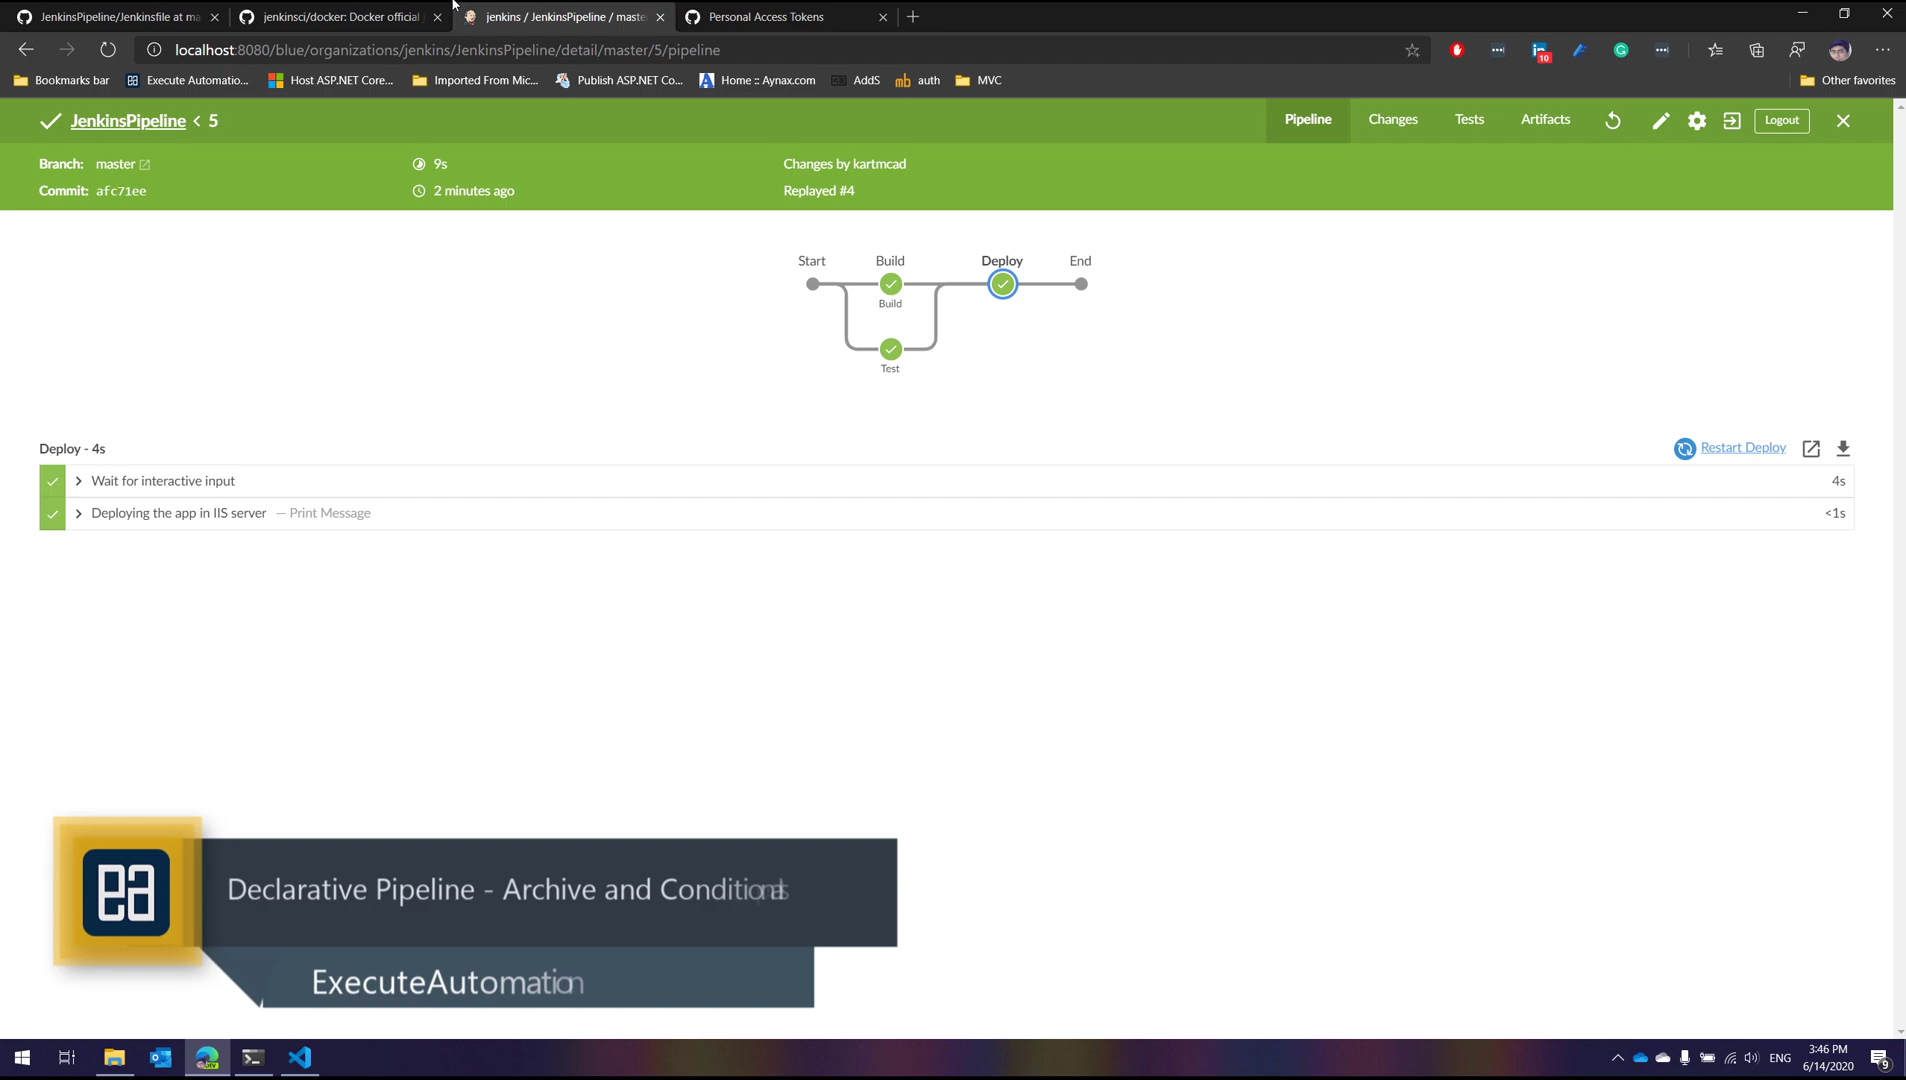 JenkinsPipeline/Jenkinsfile at ma
jenkinsci/docker: Docker official
jenkins / JenkinsPipeline / maste
Personal Access Tokens
localhost:8080/blue/organizations/jenkins/JenkinsPipeline/detail/master/5/pipeline
10
Bookmarks bar
Execute Automatio...
Host ASP.NET Core...
Imported From Mic...
Publish ASP.NET Co...
Home :: Aynax.com
AddS
auth
MVC
Other favorites
JenkinsPipeline < 5
Pipeline
Changes
Tests
Artifacts
Logout
Branch: master
9s
Changes by kartmcad
Commit: afc71ee
2 minutes ago
Replayed #4
Start
Build
Deploy
End
Build
Test
Deploy - 4s
Restart Deploy
Wait for interactive input
4s
Deploying the app in IIS server — Print Message
<1s
ea
Declarative Pipeline - Archive and Conditionals
ExecuteAutomation
DEV
ENG
3:46 PM
6/14/2020
9